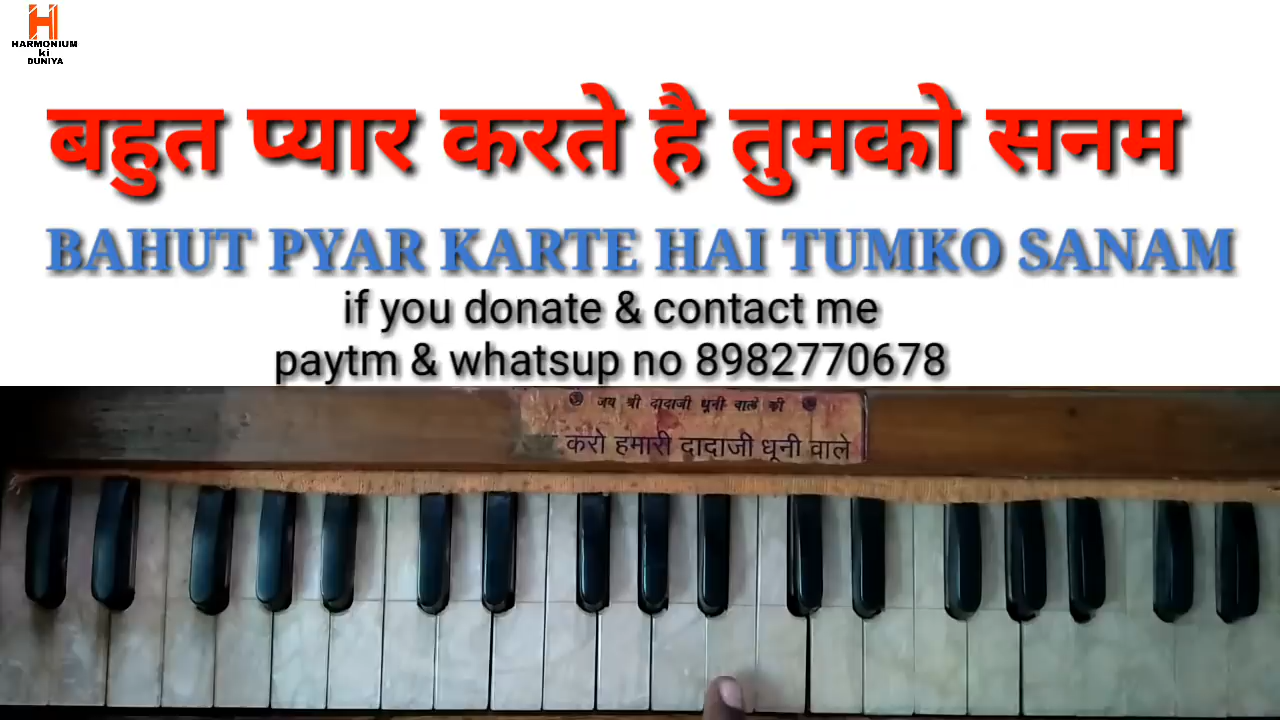 H
HARMONIUM
ki
DUNIYA
बहुत प्यार करते है तुमको सनम
BAHUT PYAR KARTE HAI TUMKO SANAM
if you donate & contact me
paytm & whatsup no 8982770678
जय श्री दादाजी धूनी वाले की
करो हमारी दादाजी धूनी वाले